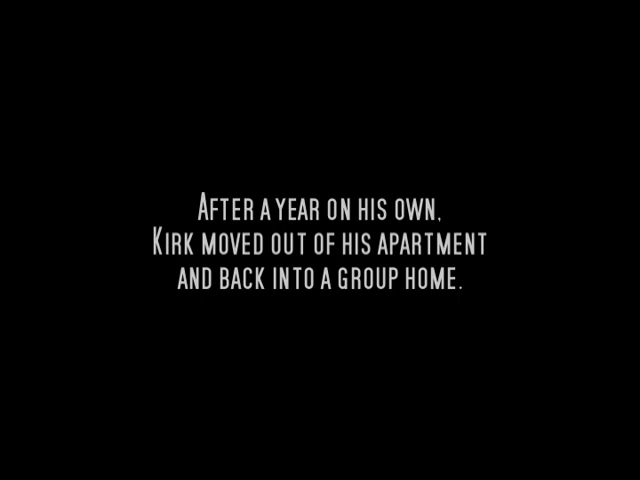 After a year on his own,
Kirk moved out of his apartment
and back into a group home.